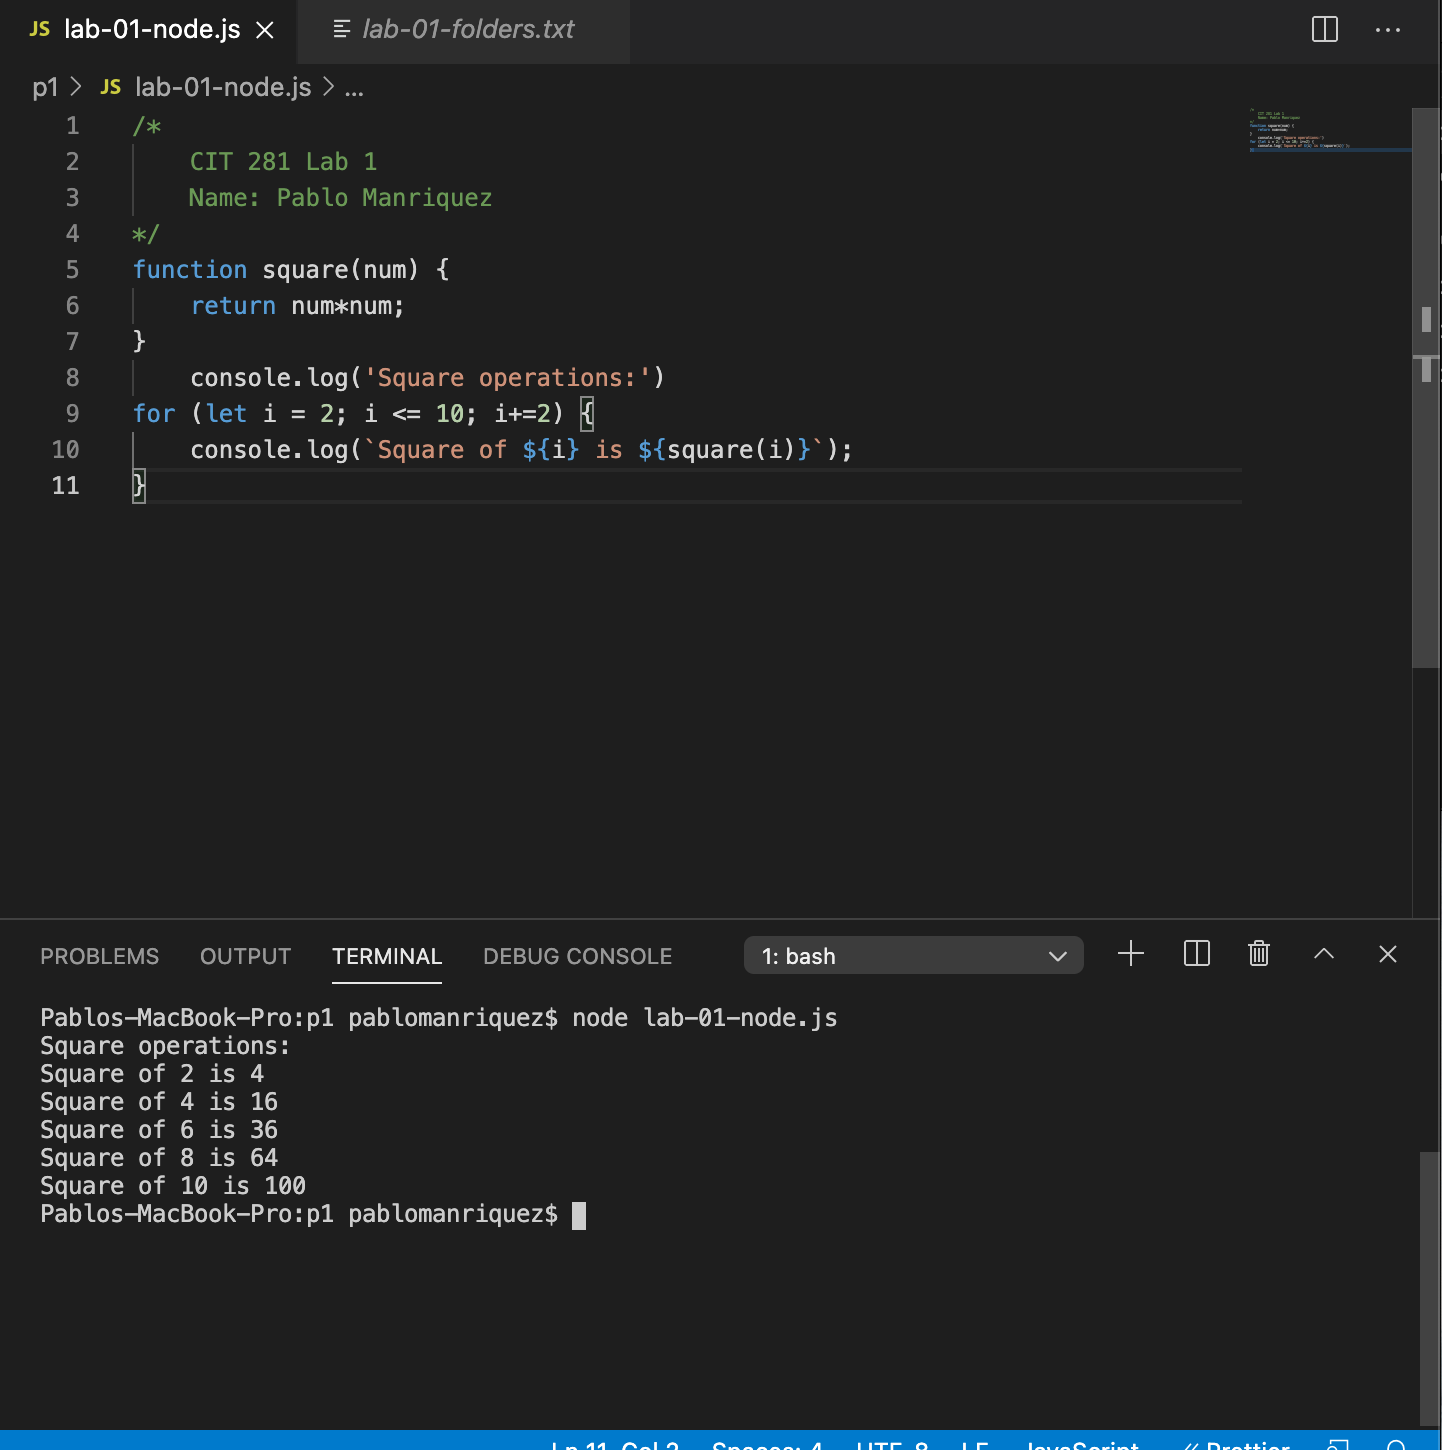 JS lab-01-node.js lab-01-folders.txt
p1 > JS lab-01-node.js > ...
1 /*
2     CIT 281 Lab 1
3     Name: Pablo Manriquez
4 */
5 function square(num) {
6     return num*num;
7 }
8     console.log('Square operations:')
9 for (let i = 2; i <= 10; i+=2) {
10     console.log(`Square of ${i} is ${square(i)}`);
11 }
PROBLEMS OUTPUT TERMINAL DEBUG CONSOLE 1: bash
Pablos-MacBook-Pro:p1 pablomanriquez$ node lab-01-node.js
Square operations:
Square of 2 is 4
Square of 4 is 16
Square of 6 is 36
Square of 8 is 64
Square of 10 is 100
Pablos-MacBook-Pro:p1 pablomanriquez$
Ln 11, Col 2 Spaces: 4 UTF-8 LF JavaScript Prettier